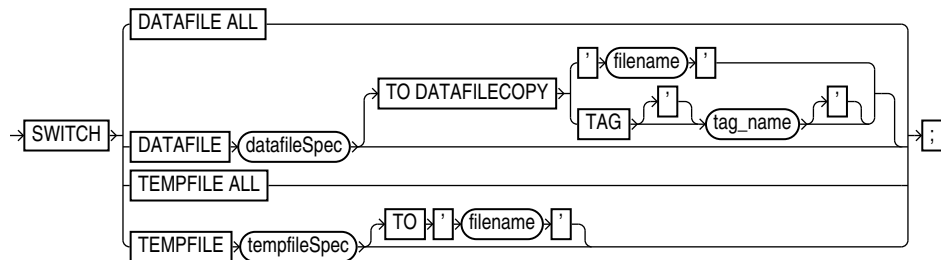 DATAFILE ALL
’ filename ’
TO DATAFILECOPY
TAG ’ tag_name ’
SWITCH DATAFILE datafileSpec ;
TEMPFILE ALL
TO ’ filename ’
TEMPFILE tempfileSpec